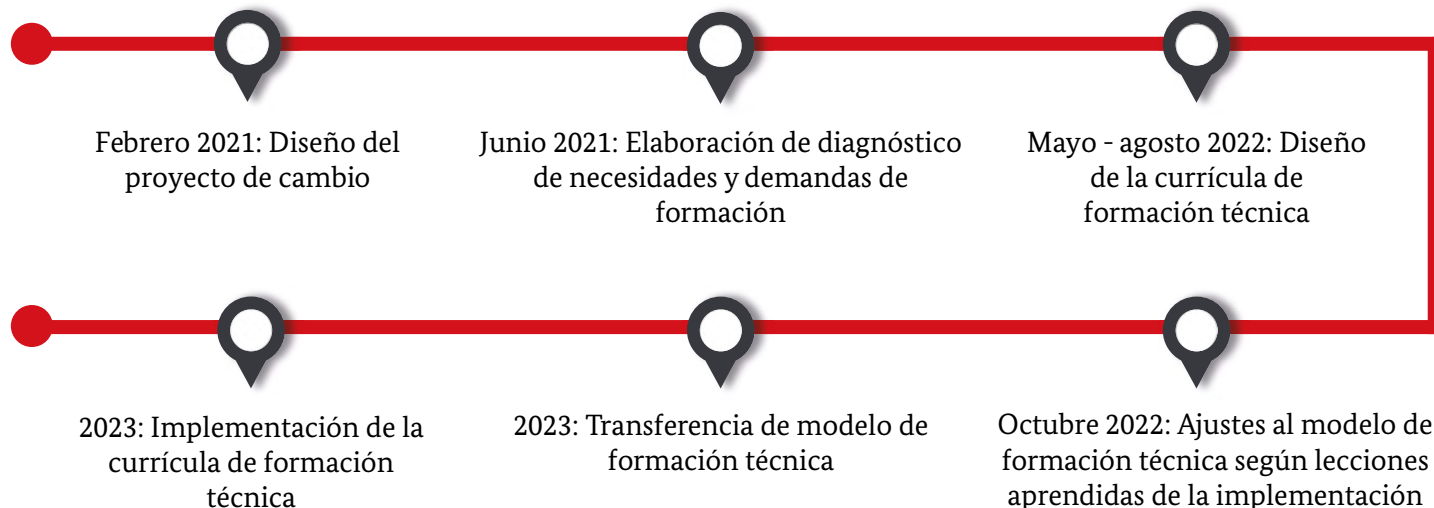 Febrero 2021: Diseño del
proyecto de cambio
Junio 2021: Elaboración de diagnóstico
de necesidades y demandas de
formación
Mayo - agosto 2022: Diseño
de la currícula de
formación técnica
2023: Implementación de la
currícula de formación
técnica
2023: Transferencia de modelo de
formación técnica
Octubre 2022: Ajustes al modelo de
formación técnica según lecciones
aprendidas de la implementación